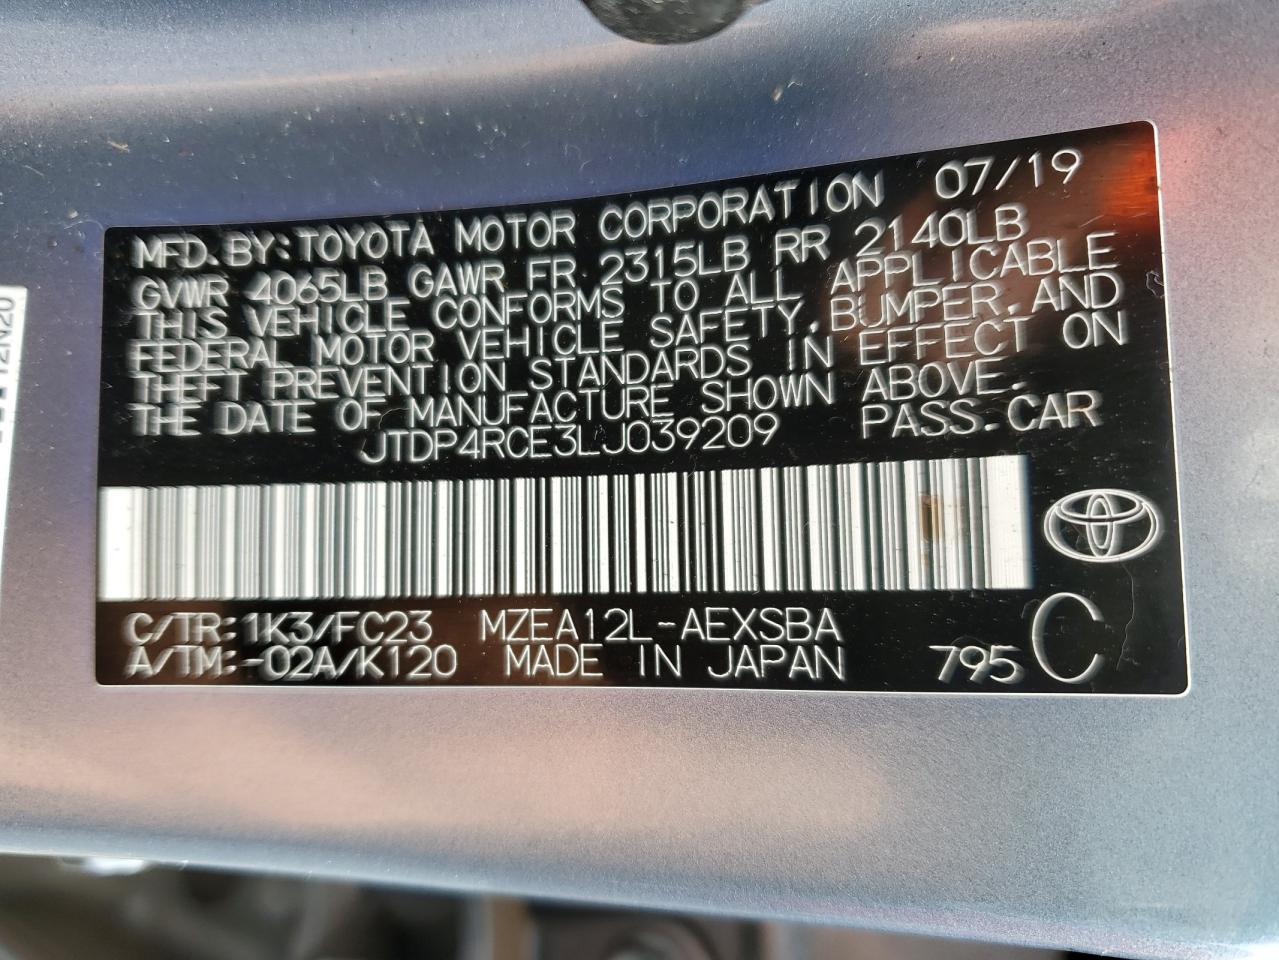 MFD. BY: TOYOTA MOTOR CORPORATION 07/19
GVWR 4065LB GAWR FR 2315LB RR 2140LB
THIS VEHICLE CONFORMS TO ALL APPLICABLE
FEDERAL MOTOR VEHICLE SAFETY, BUMPER, AND
THEFT PREVENTION STANDARDS IN EFFECT ON
THE DATE OF MANUFACTURE SHOWN ABOVE.
JTDP4RCE3LJ039209 PASS. CAR
C/TR: 1K3/FC23 MZEA12L-AEXSBA
A/TM: -02A/K120 MADE IN JAPAN 795 C